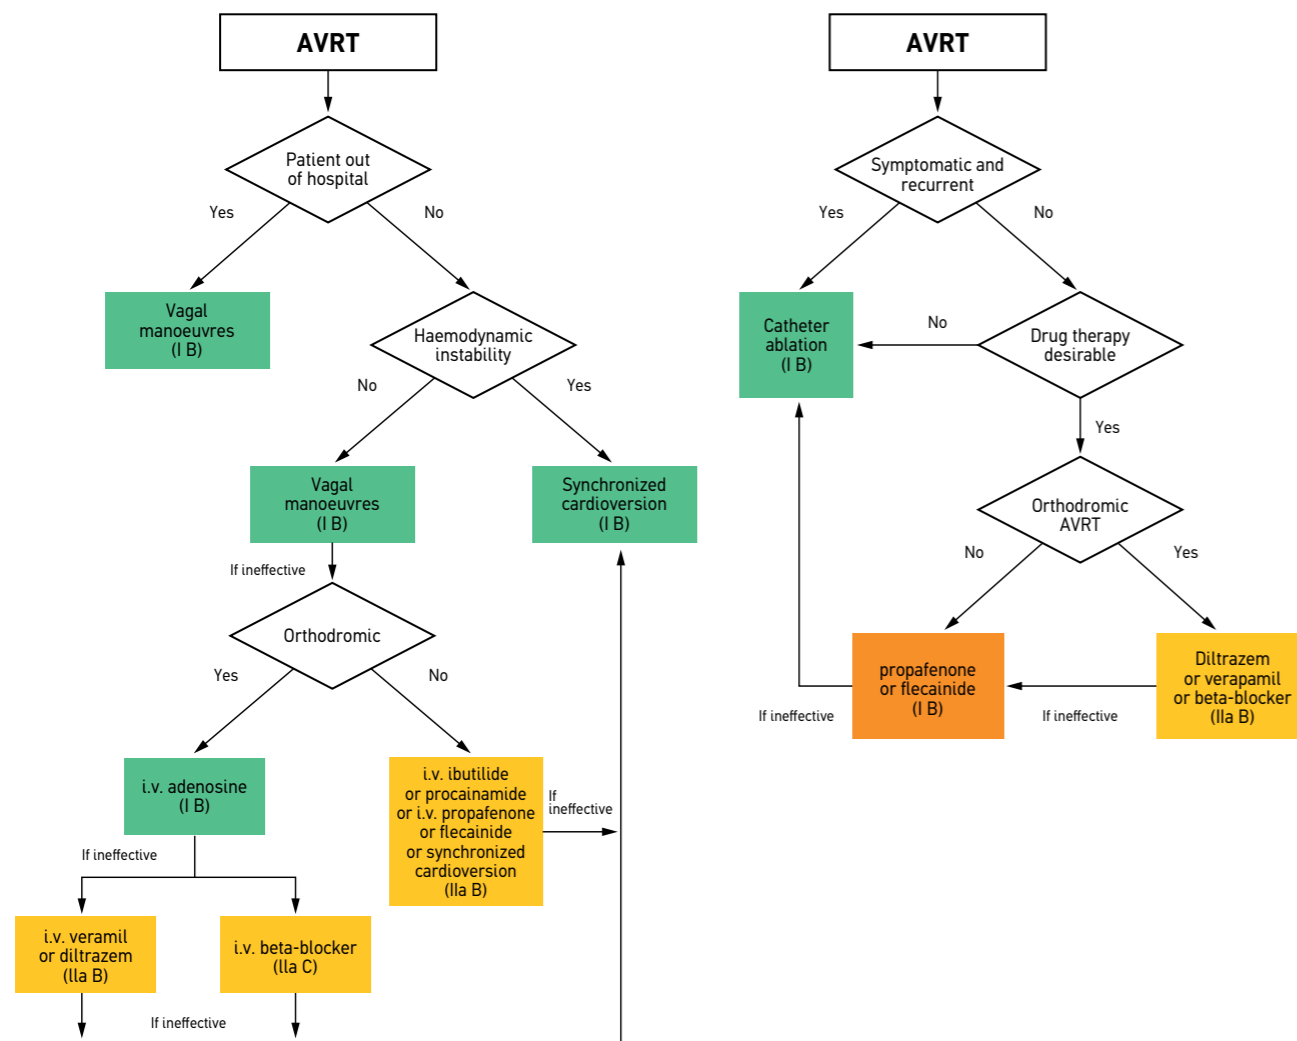 AVRT
Patient out
of hospital
Yes
No
Vagal
manoeuvres
(I B)
Haemodynamic
instability
No
Yes
Vagal
manoeuvres
(I B)
Synchronized
cardioversion
(I B)
If ineffective
Orthodromic
Yes
No
i.v. adenosine
(I B)
i.v. ibutilide
or procainamide
or i.v. propafenone
or flecainide
or synchronized
cardioversion
(IIa B)
If
ineffective
If ineffective
i.v. veramil
or diltrazem
(lla B)
i.v. beta-blocker
(lla C)
If ineffective
AVRT
Symptomatic and
recurrent
Yes
No
Catheter
ablation
(I B)
No
Drug therapy
desirable
Yes
Orthodromic
AVRT
No
Yes
propafenone
or flecainide
(I B)
Diltrazem
or verapamil
or beta-blocker
(IIa B)
If ineffective
If ineffective